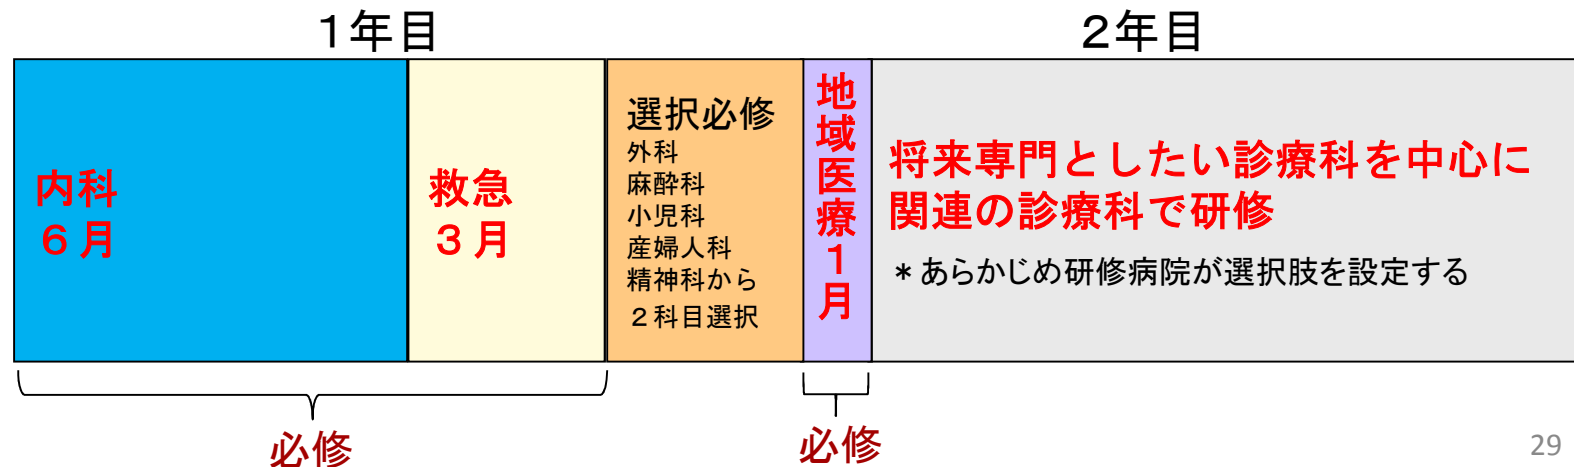 １年目
２年目
内科
６月
救急
３月
選択必修
外科
麻酔科
小児科
産婦人科
精神科から
２科目選択
地域医療１月
将来専門としたい診療科を中心に
関連の診療科で研修
＊あらかじめ研修病院が選択肢を設定する
必修
必修
29